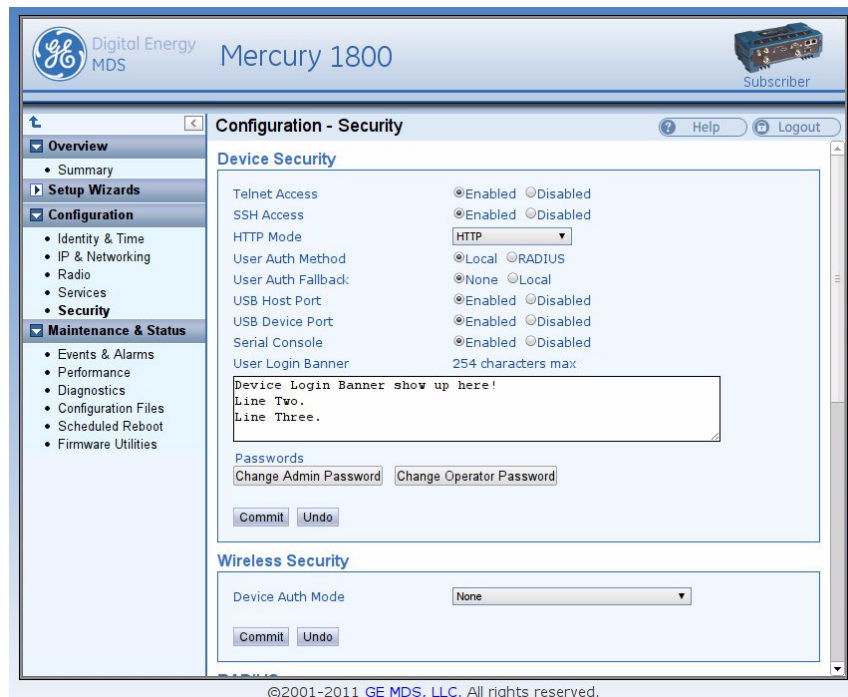 GE
Digital Energy
MDS
Mercury 1800
Subscriber
Overview
Summary
Setup Wizards
Configuration
Identity & Time
IP & Networking
Radio
Services
Security
Maintenance & Status
Events & Alarms
Performance
Diagnostics
Configuration Files
Scheduled Reboot
Firmware Utilities
Configuration - Security
Help
Logout
Device Security
Telnet Access Enabled Disabled
SSH Access Enabled Disabled
HTTP Mode HTTP
User Auth Method Local RADIUS
User Auth Fallback None Local
USB Host Port Enabled Disabled
USB Device Port Enabled Disabled
Serial Console Enabled Disabled
User Login Banner 254 characters max
Device Login Banner show up here!
Line Two.
Line Three.
Passwords
Change Admin Password Change Operator Password
Commit Undo
Wireless Security
Device Auth Mode None
Commit Undo
©2001-2011 GE MDS, LLC. All rights reserved.